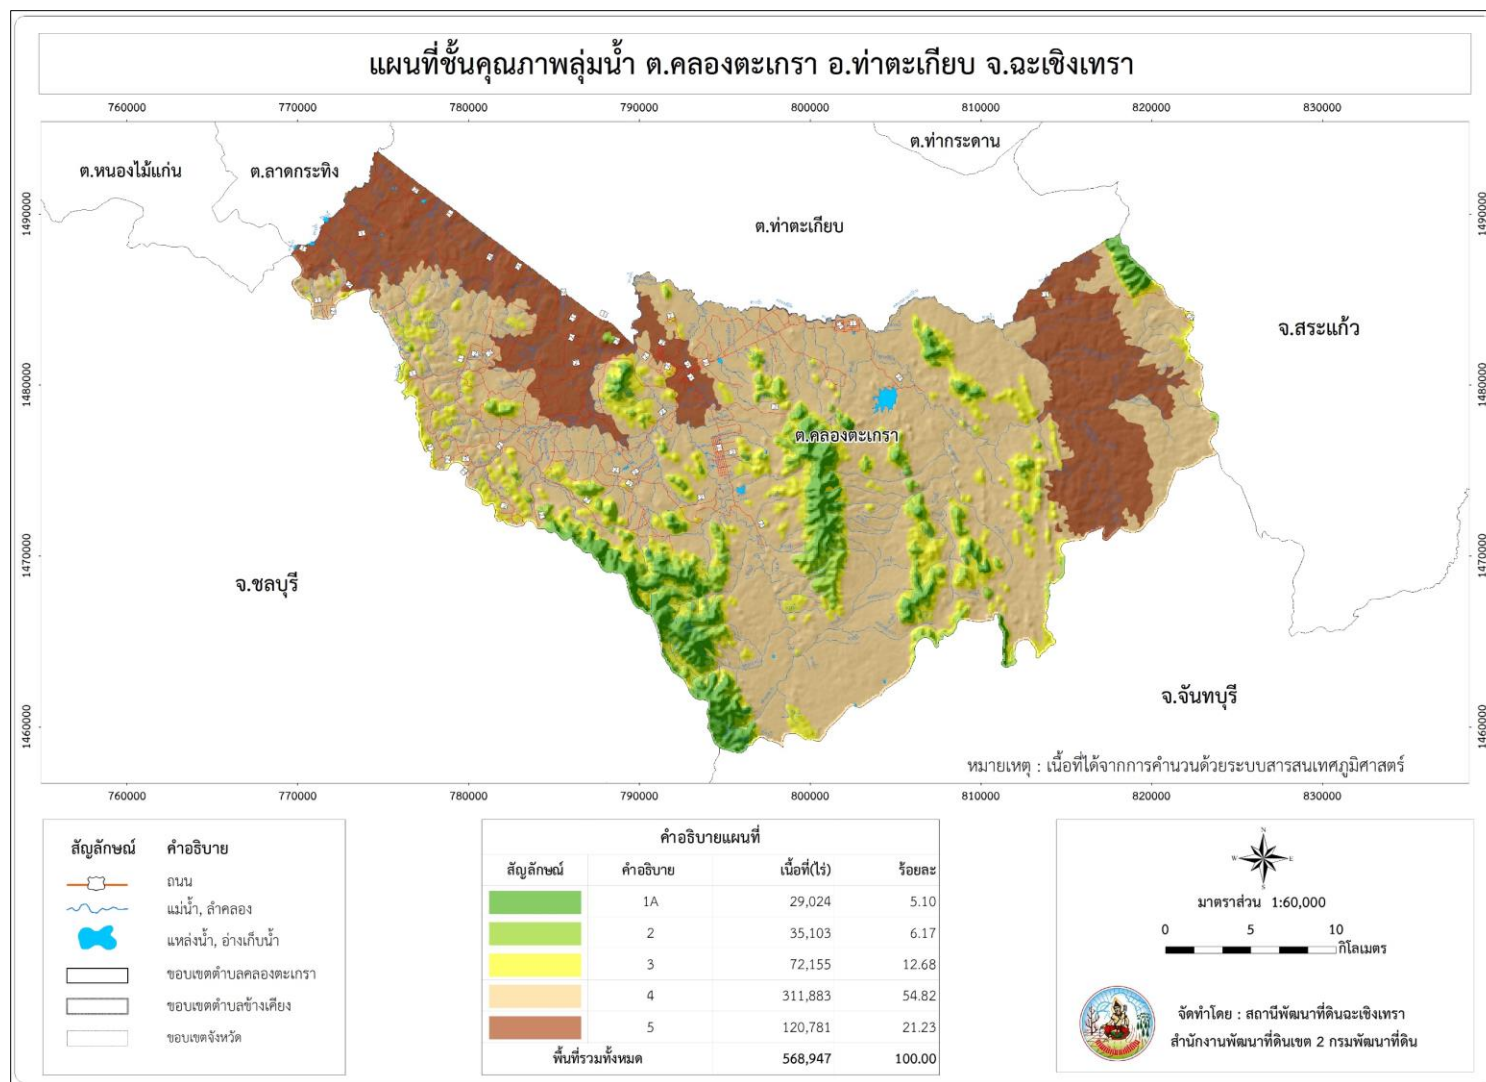 แผนที่ชั้นคุณภาพลุ่มน้ำ ต.คลองตะเกรา อ.ท่าตะเกียบ จ.ฉะเชิงเทรา
760000 770000 780000 790000 800000 810000 820000 830000
ต.หนองไม้แก่น
ต.ลาดกระทิง
ต.ท่ากระดาน
1490000
1490000
ต.ท่าตะเกียบ
จ.สระแก้ว
1480000
1480000
ต.คลองตะเกรา
1470000
1470000
จ.ชลบุรี
จ.จันทบุรี
1460000
1460000
หมายเหตุ : เนื้อที่ได้จากการคำนวนด้วยระบบสารสนเทศภูมิศาสตร์
760000 770000 780000 790000 800000 810000 820000 830000
สัญลักษณ์ คำอธิบาย
ถนน
แม่น้ำ, ลำคลอง
แหล่งน้ำ, อ่างเก็บน้ำ
ขอบเขตตำบลคลองตะเกรา
ขอบเขตตำบลข้างเคียง
ขอบเขตจังหวัด
คำอธิบายแผนที่
สัญลักษณ์ คำอธิบาย เนื้อที่(ไร่) ร้อยละ
1A 29,024 5.10
2 35,103 6.17
3 72,155 12.68
4 311,883 54.82
5 120,781 21.23
พื้นที่รวมทั้งหมด 568,947 100.00
N
W E
S
มาตราส่วน 1:60,000
0 5 10
กิโลเมตร
จัดทำโดย : สถานีพัฒนาที่ดินฉะเชิงเทรา
สำนักงานพัฒนาที่ดินเขต 2 กรมพัฒนาที่ดิน
กรมพัฒนาที่ดิน